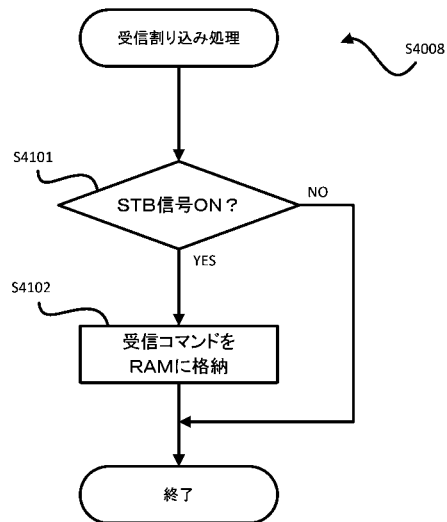 受信割り込み処理
S4008
S4101
STB信号ON？
NO
YES
S4102
受信コマンドを
RAMに格納
終了